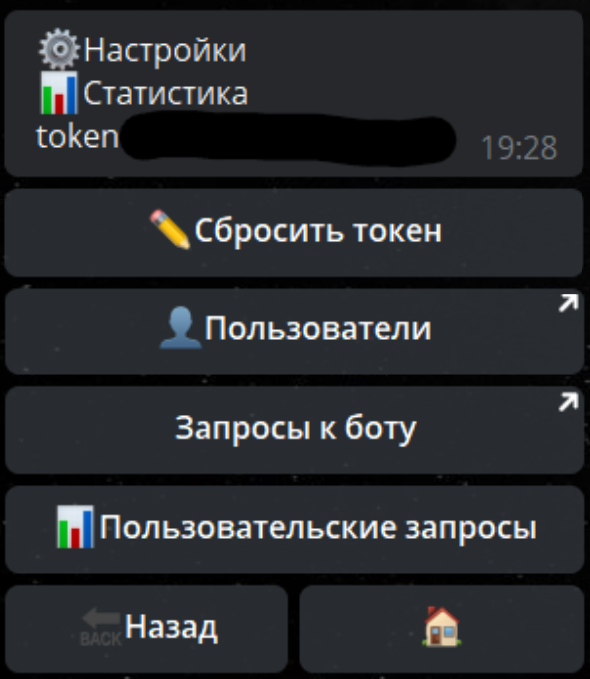 Настройки
Статистика
token
19:28
Сбросить токен
Пользователи
Запросы к боту
Пользовательские запросы
BACK Назад